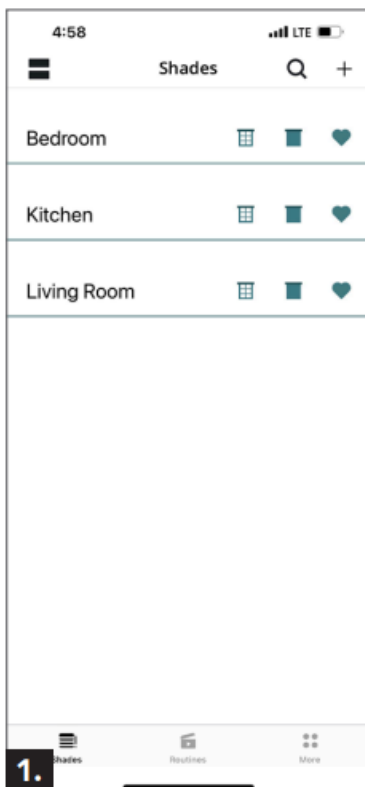 4:58 LTE
Shades
Bedroom
Kitchen
Living Room
Shades Routines More
1.